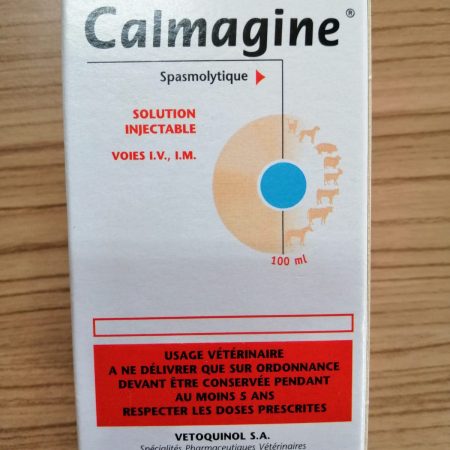 Calmagine®
Spasmolytique
SOLUTION
INJECTABLE
VOIES I.V., I.M.
100 ml
USAGE VÉTÉRINAIRE
A NE DÉLIVRER QUE SUR ORDONNANCE
DEVANT ÊTRE CONSERVÉE PENDANT
AU MOINS 5 ANS
RESPECTER LES DOSES PRESCRITES
VETOQUINOL S.A.
Spécialités Pharmaceutiques Vétérinaires